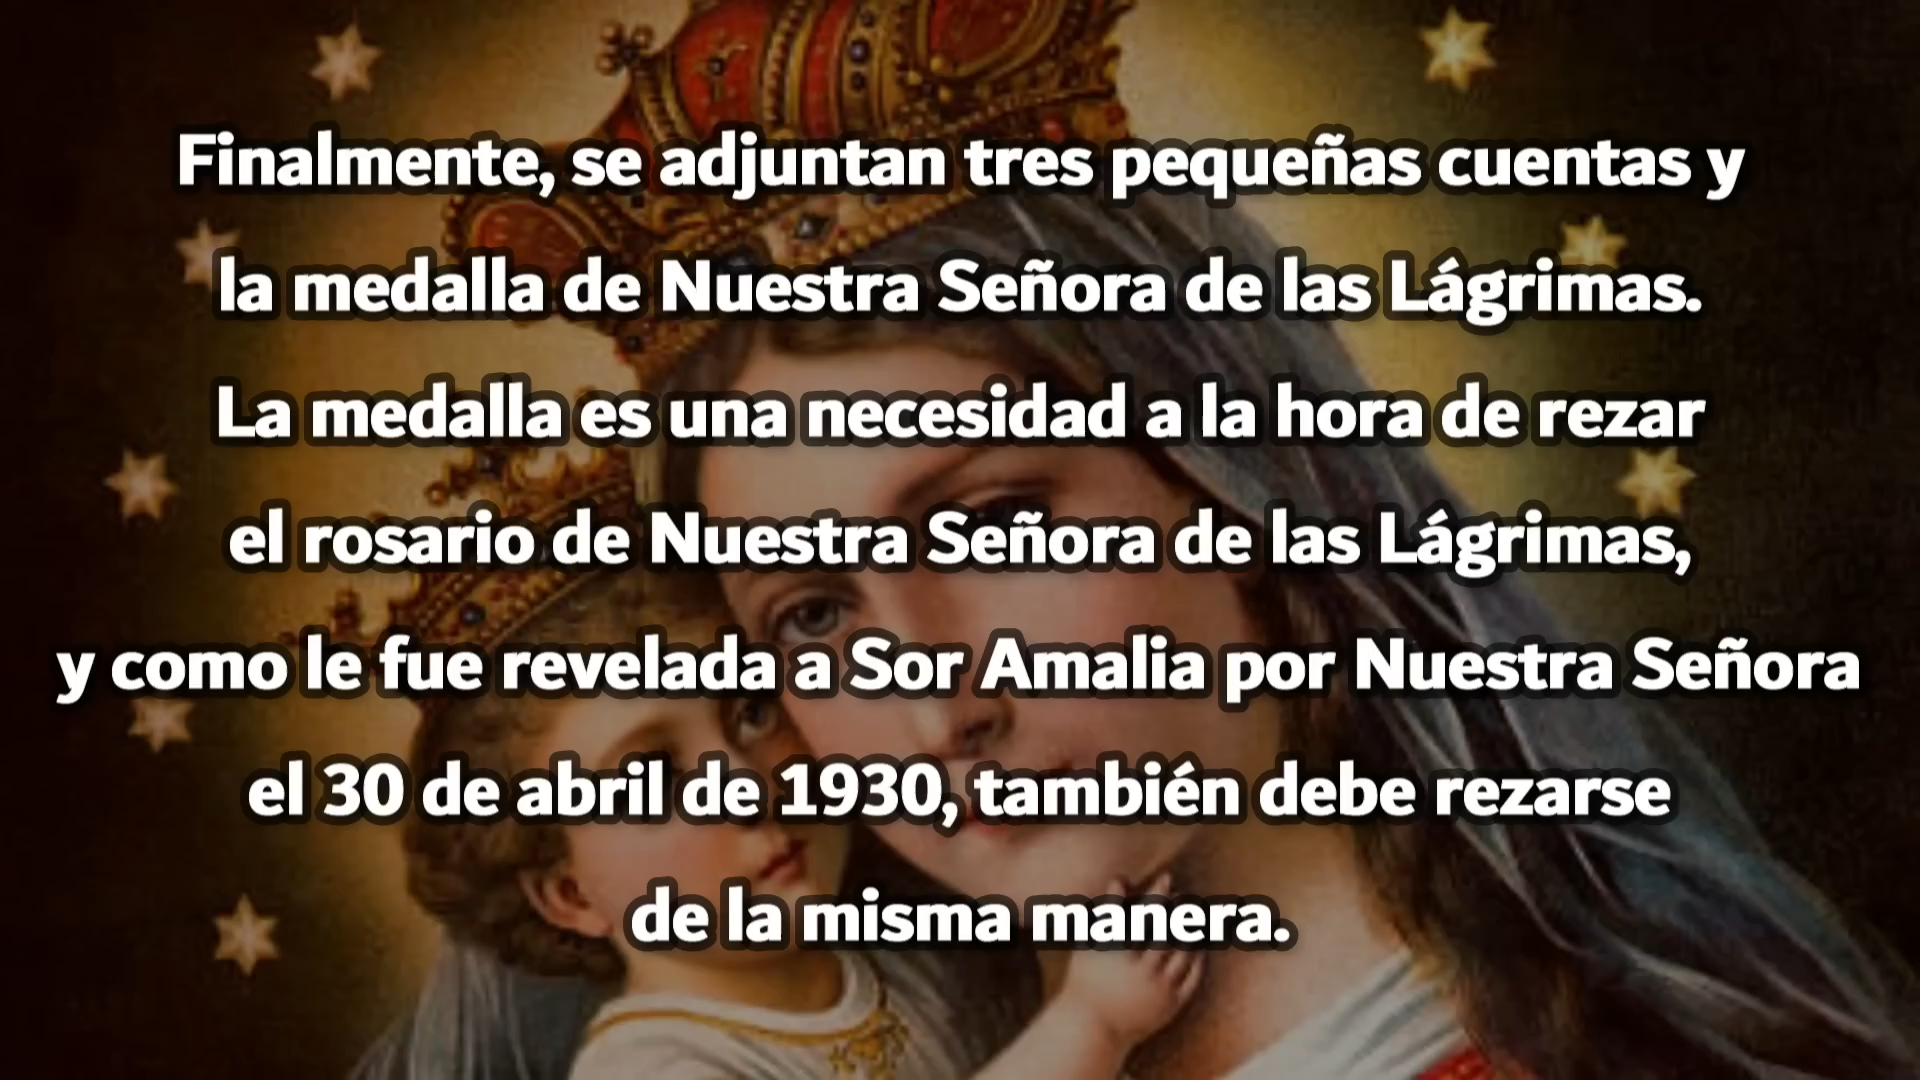 Finalmente, se adjuntan tres pequeñas cuentas y
la medalla de Nuestra Señora de las Lágrimas.
La medalla es una necesidad a la hora de rezar
el rosario de Nuestra Señora de las Lágrimas,
y como le fue revelada a Sor Amalia por Nuestra Señora
el 30 de abril de 1930, también debe rezarse
de la misma manera.